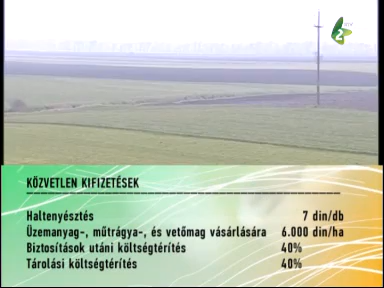 2
KÖZVETLEN KIFIZETÉSEK
Haltenyésztés 7 din/db
Üzemanyag-, műtrágya-, és vetőmag vásárlására 6.000 din/ha
Biztosítások utáni költségtérítés 40%
Tárolási költségtérítés 40%